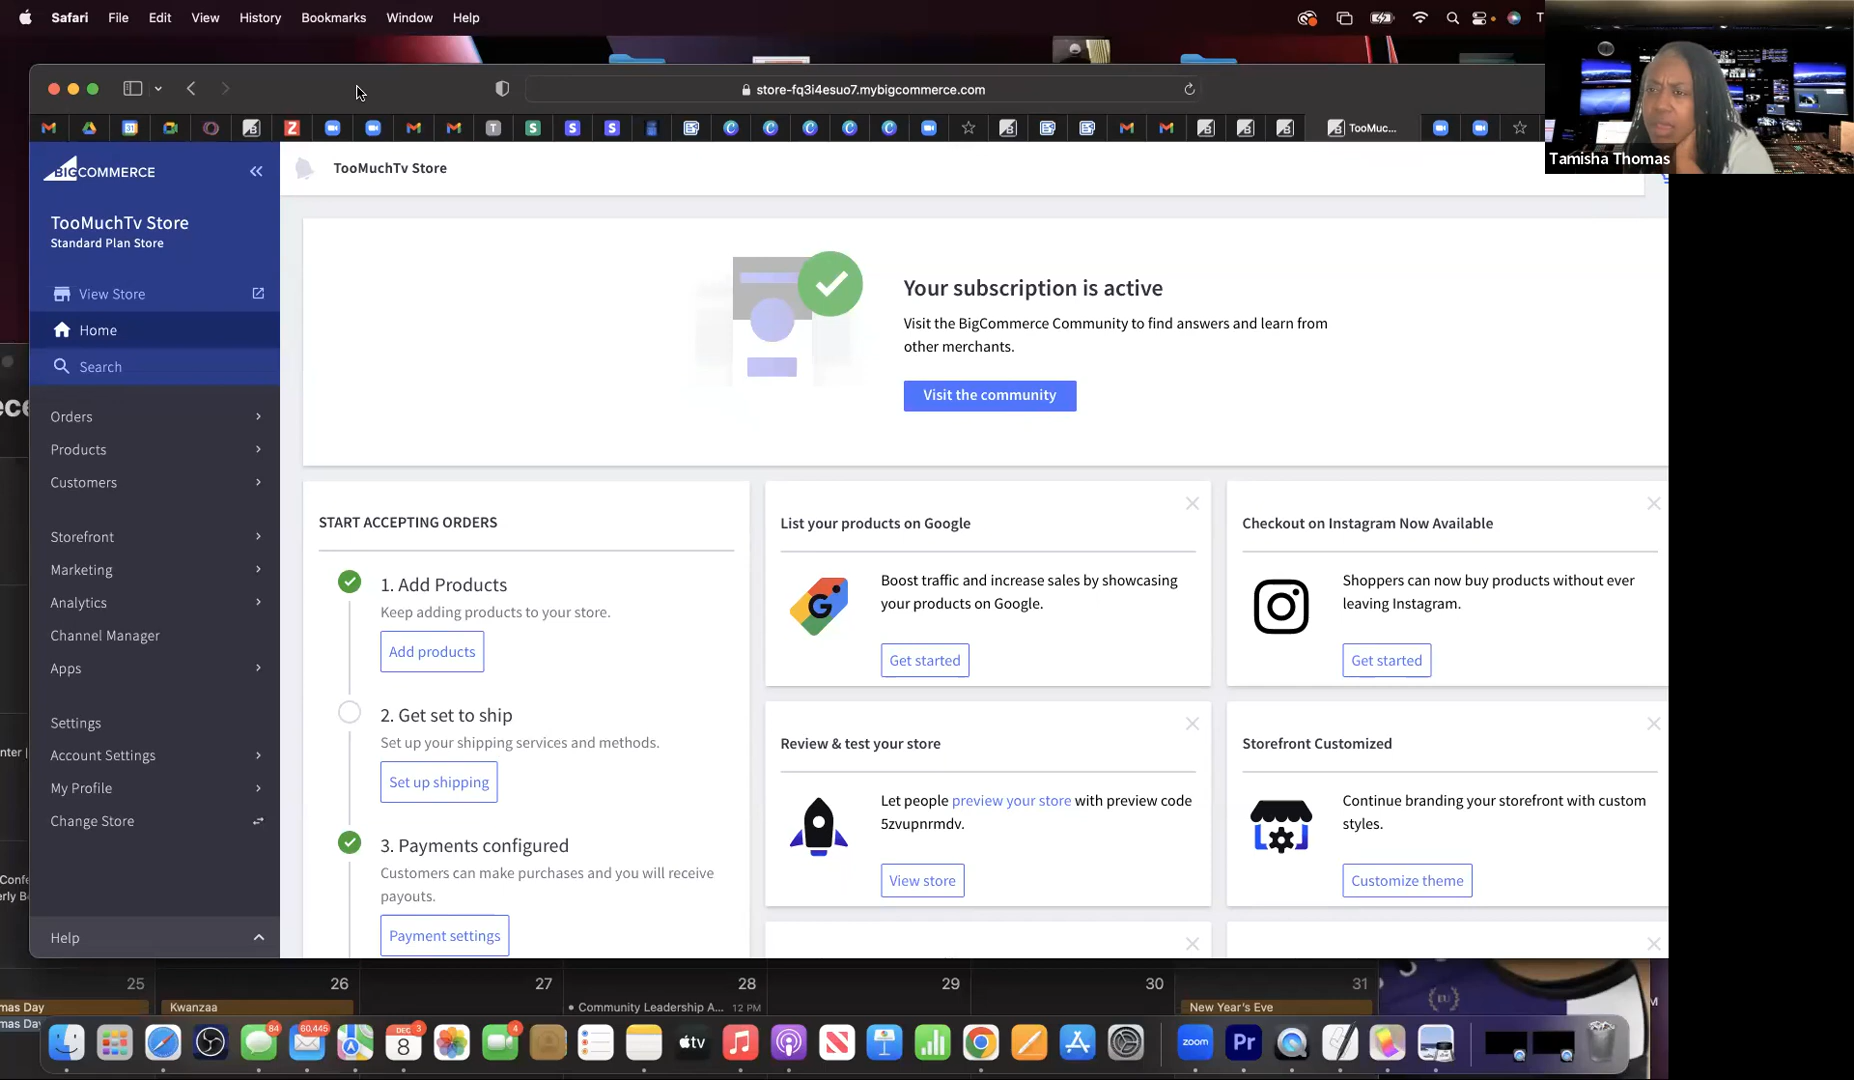 Safari File Edit View History Bookmarks Window Help
store-fq3i4esuo7.mybigcommerce.com
TooMuc...
Tamisha Thomas
BIGCOMMERCE
TooMuchTv Store
TooMuchTv Store
Standard Plan Store
View Store
Home
Search
Orders
Products
Customers
Storefront
Marketing
Analytics
Channel Manager
Apps
Settings
Account Settings
My Profile
Change Store
Help
Your subscription is active
Visit the BigCommerce Community to find answers and learn from
other merchants.
Visit the community
START ACCEPTING ORDERS
1. Add Products
Keep adding products to your store.
Add products
2. Get set to ship
Set up your shipping services and methods.
Set up shipping
3. Payments configured
Customers can make purchases and you will receive
payouts.
Payment settings
List your products on Google
Boost traffic and increase sales by showcasing
your products on Google.
Get started
Checkout on Instagram Now Available
Shoppers can now buy products without ever
leaving Instagram.
Get started
Review & test your store
Let people preview your store with preview code
5zvupnrmdv.
View store
Storefront Customized
Continue branding your storefront with custom
styles.
Customize theme
25 26 27 28 29 30 31
mas Day Kwanzaa Community Leadership A... 12 PM New Year's Eve
mas Da
84 60,445 DEC 3 8 4 tv zoom Pr